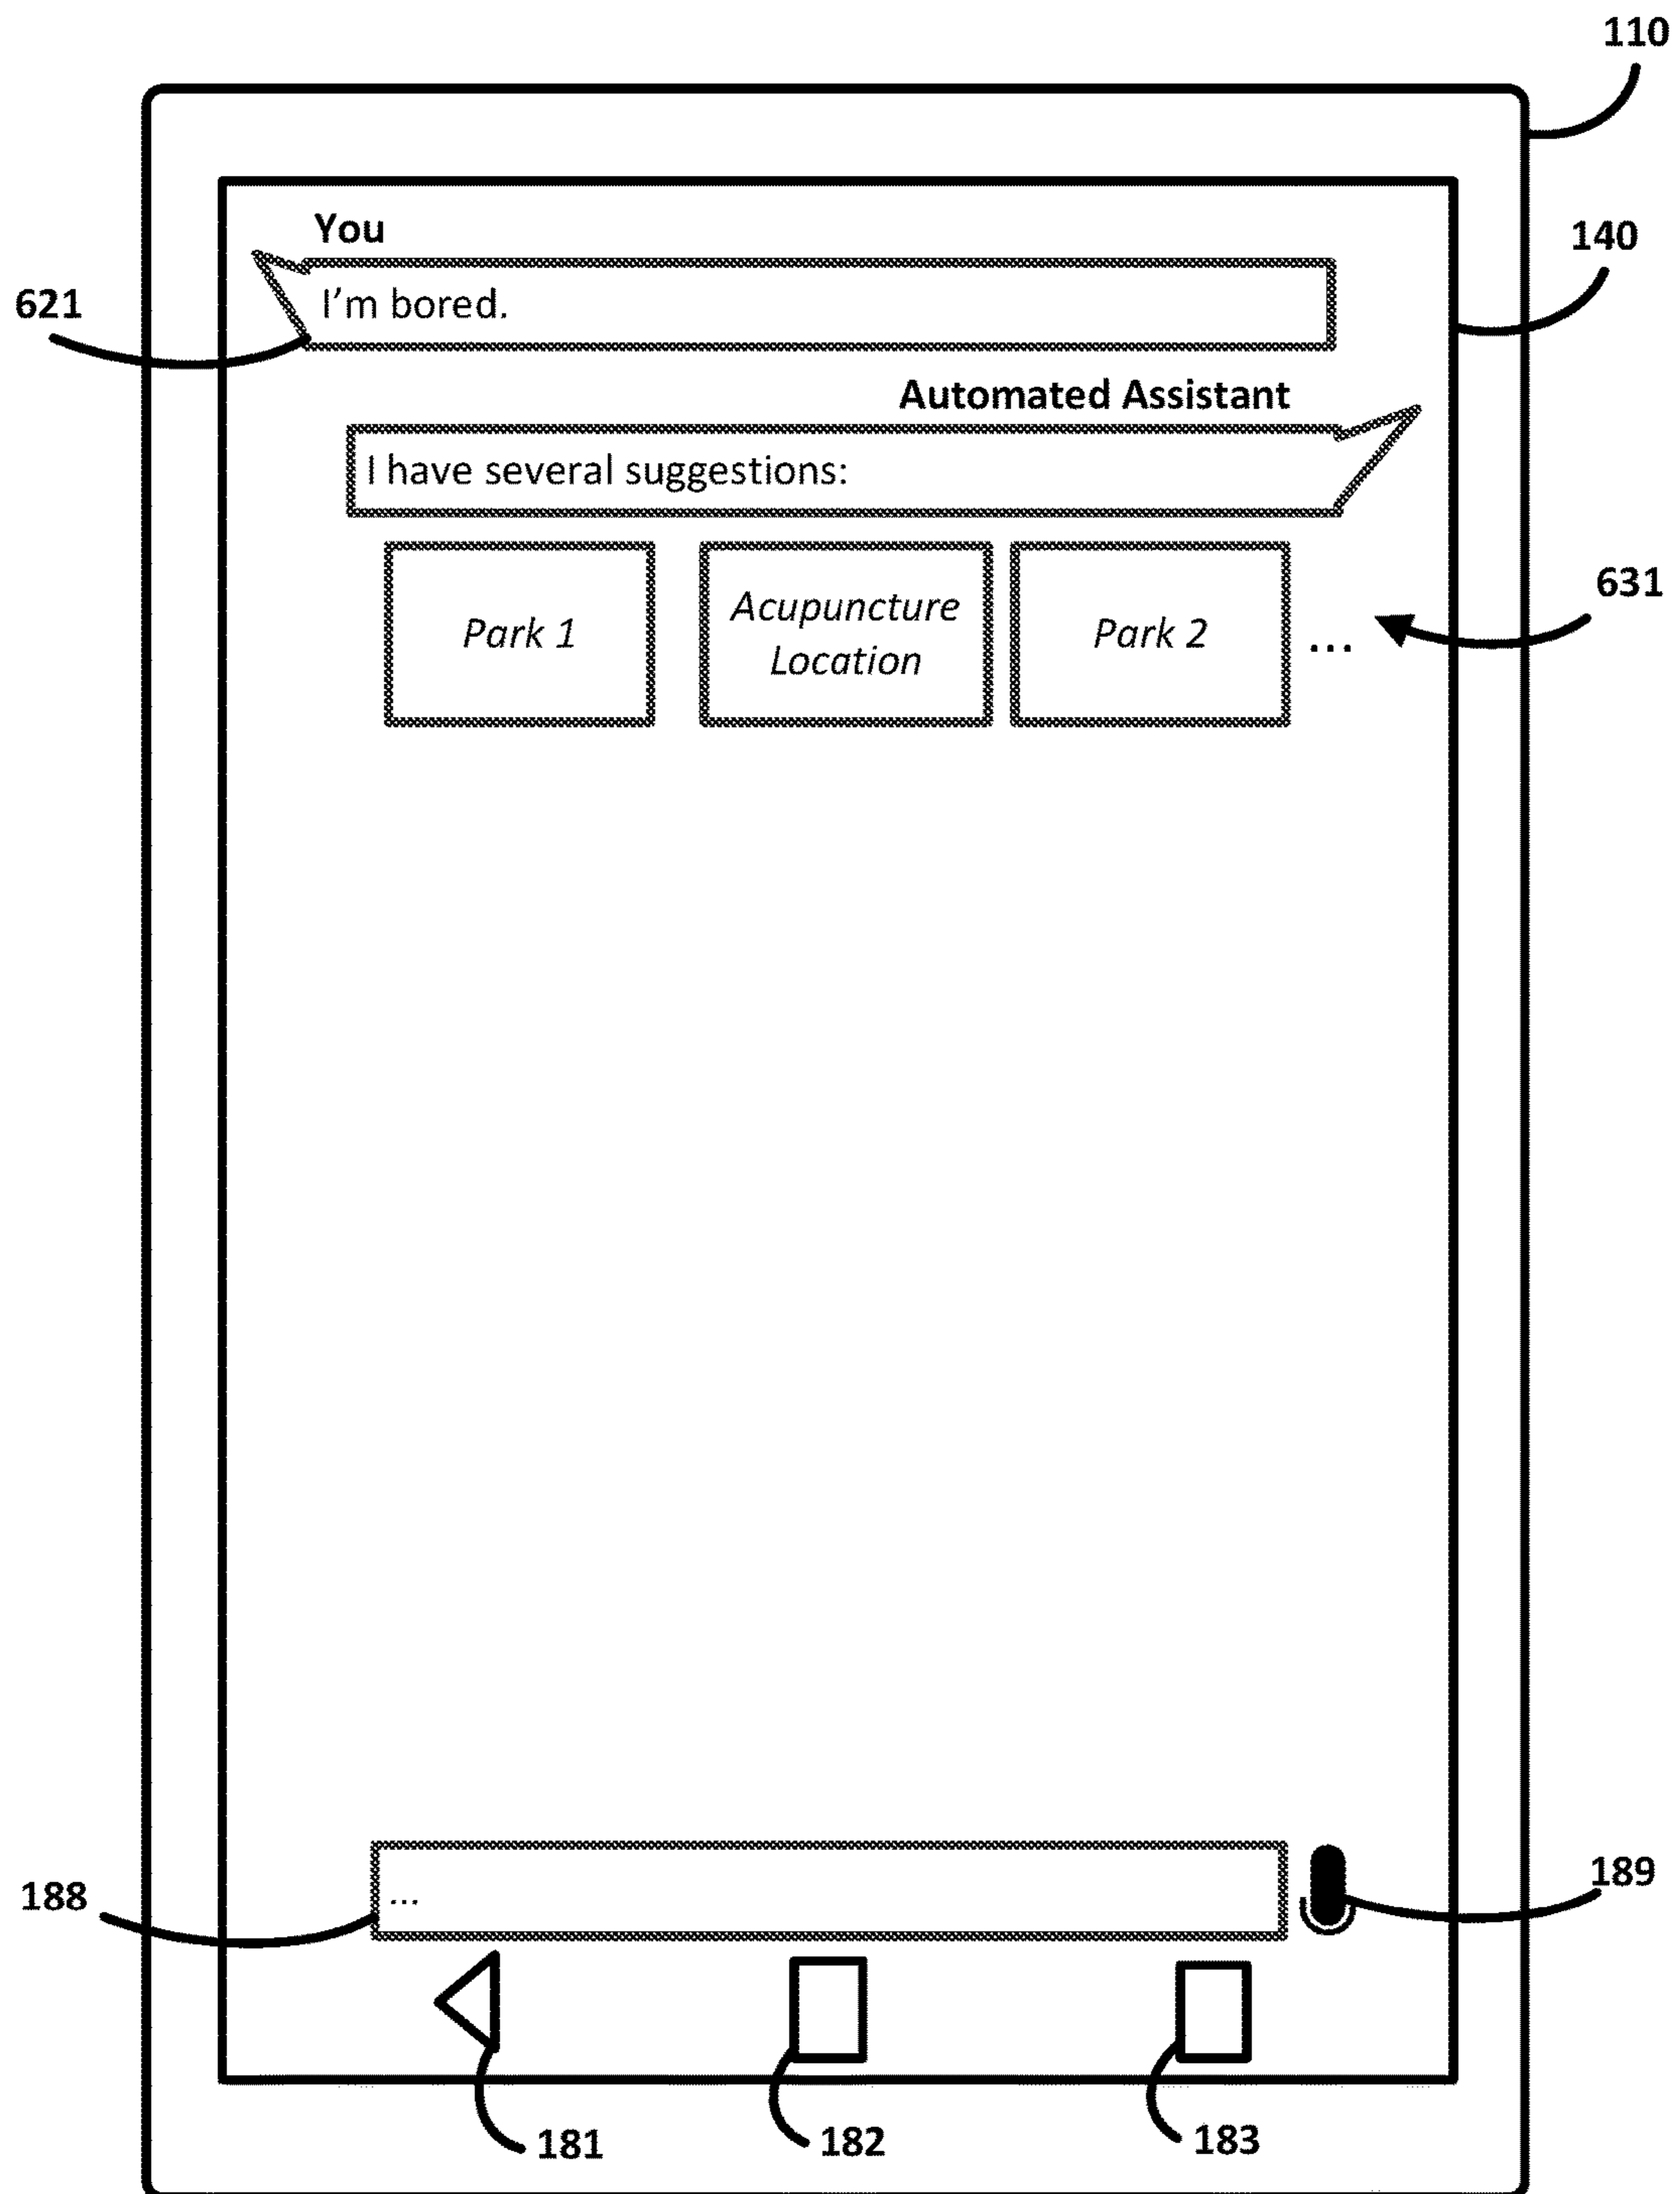 110
You
140
I'm bored.
621
Automated Assistant
I have several suggestions:
631
Park 1
Acupuncture
Location
Park 2
...
188
...
189
181
182
183